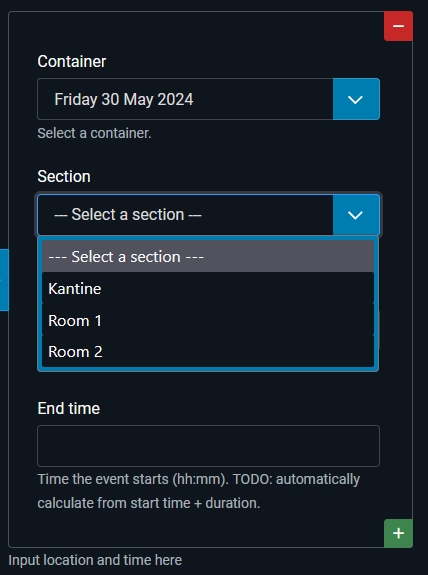 Container
Friday 30 May 2024
Select a container.
Section
--- Select a section ---
--- Select a section ---
Kantine
Room 1
Room 2
End time
Time the event starts (hh:mm). TODO: automatically
calculate from start time + duration.
Input location and time here